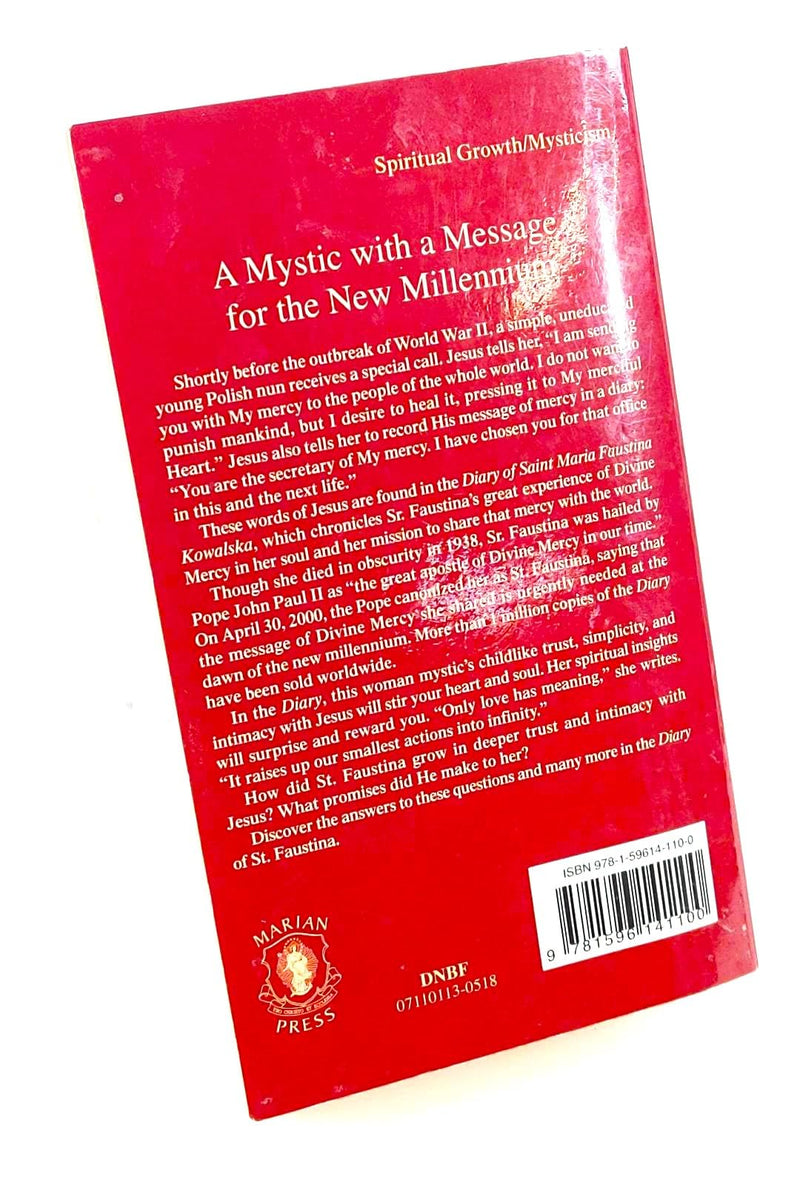 Spiritual Growth/Mysticism
A Mystic with a Message
for the New Millennium
Shortly before the outbreak of World War II, a simple, uneducated
young Polish nun receives a special call. Jesus tells her, "I am sending
you with My mercy to the people of the whole world. I do not want to
punish mankind, but I desire to heal it, pressing it to My merciful
Heart." Jesus also tells her to record His message of mercy in a diary:
"You are the secretary of My mercy. I have chosen you for that office
in this and the next life."
These words of Jesus are found in the Diary of Saint Maria Faustina
Kowalska, which chronicles Sr. Faustina's great experience of Divine
Mercy in her soul and her mission to share that mercy with the world.
Though she died in obscurity in 1938, Sr. Faustina was hailed by
Pope John Paul II as "the great apostle of Divine Mercy in our time."
On April 30, 2000, the Pope canonized her as St. Faustina, saying that
the message of Divine Mercy she shared is urgently needed at the
dawn of the new millennium. More than 1 million copies of the Diary
have been sold worldwide.
In the Diary, this woman mystic's childlike trust, simplicity, and
intimacy with Jesus will stir your heart and soul. Her spiritual insights
will surprise and reward you. "Only love has meaning," she writes.
"It raises up our smallest actions into infinity."
How did St. Faustina grow in deeper trust and intimacy with
Jesus? What promises did He make to her?
Discover the answers to these questions and many more in the Diary
of St. Faustina.
ISBN 978-1-59614-110-0
9 781596 141100
MARIAN
PRO CHRISTO ET ECCLESIA
PRESS
DNBF
07110113-0518